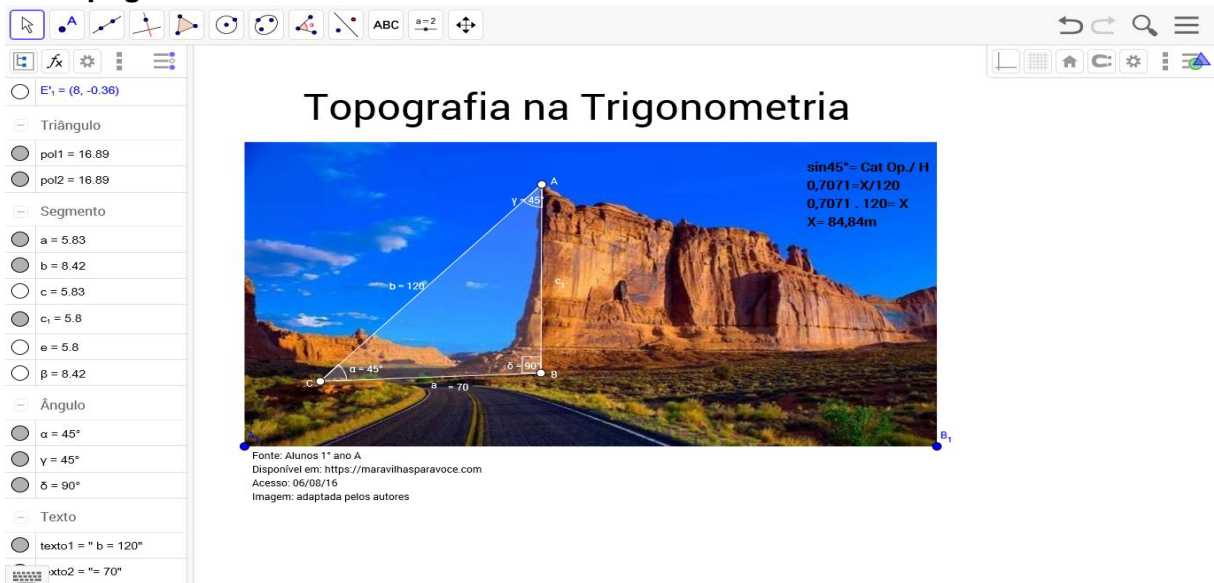 ABC
a=2
fx
E'₁ = (8, -0.36)
Triângulo
pol1 = 16.89
pol2 = 16.89
Segmento
a = 5.83
b = 8.42
c = 5.83
c₁ = 5.8
e = 5.8
β = 8.42
Ângulo
α = 45°
γ = 45°
δ = 90°
Texto
texto1 = " b = 120"
xto2 = "= 70"
Topografia na Trigonometria
sin45°= Cat Op./ H
0,7071=X/120
0,7071 . 120= X
X= 84,84m
A
γ = 45°
b = 120
c₁
α = 45°
δ = 90°
C
B
a = 70
B₁
Fonte: Alunos 1° ano A
Disponível em: https://maravilhasparavoce.com
Acesso: 06/08/16
Imagem: adaptada pelos autores